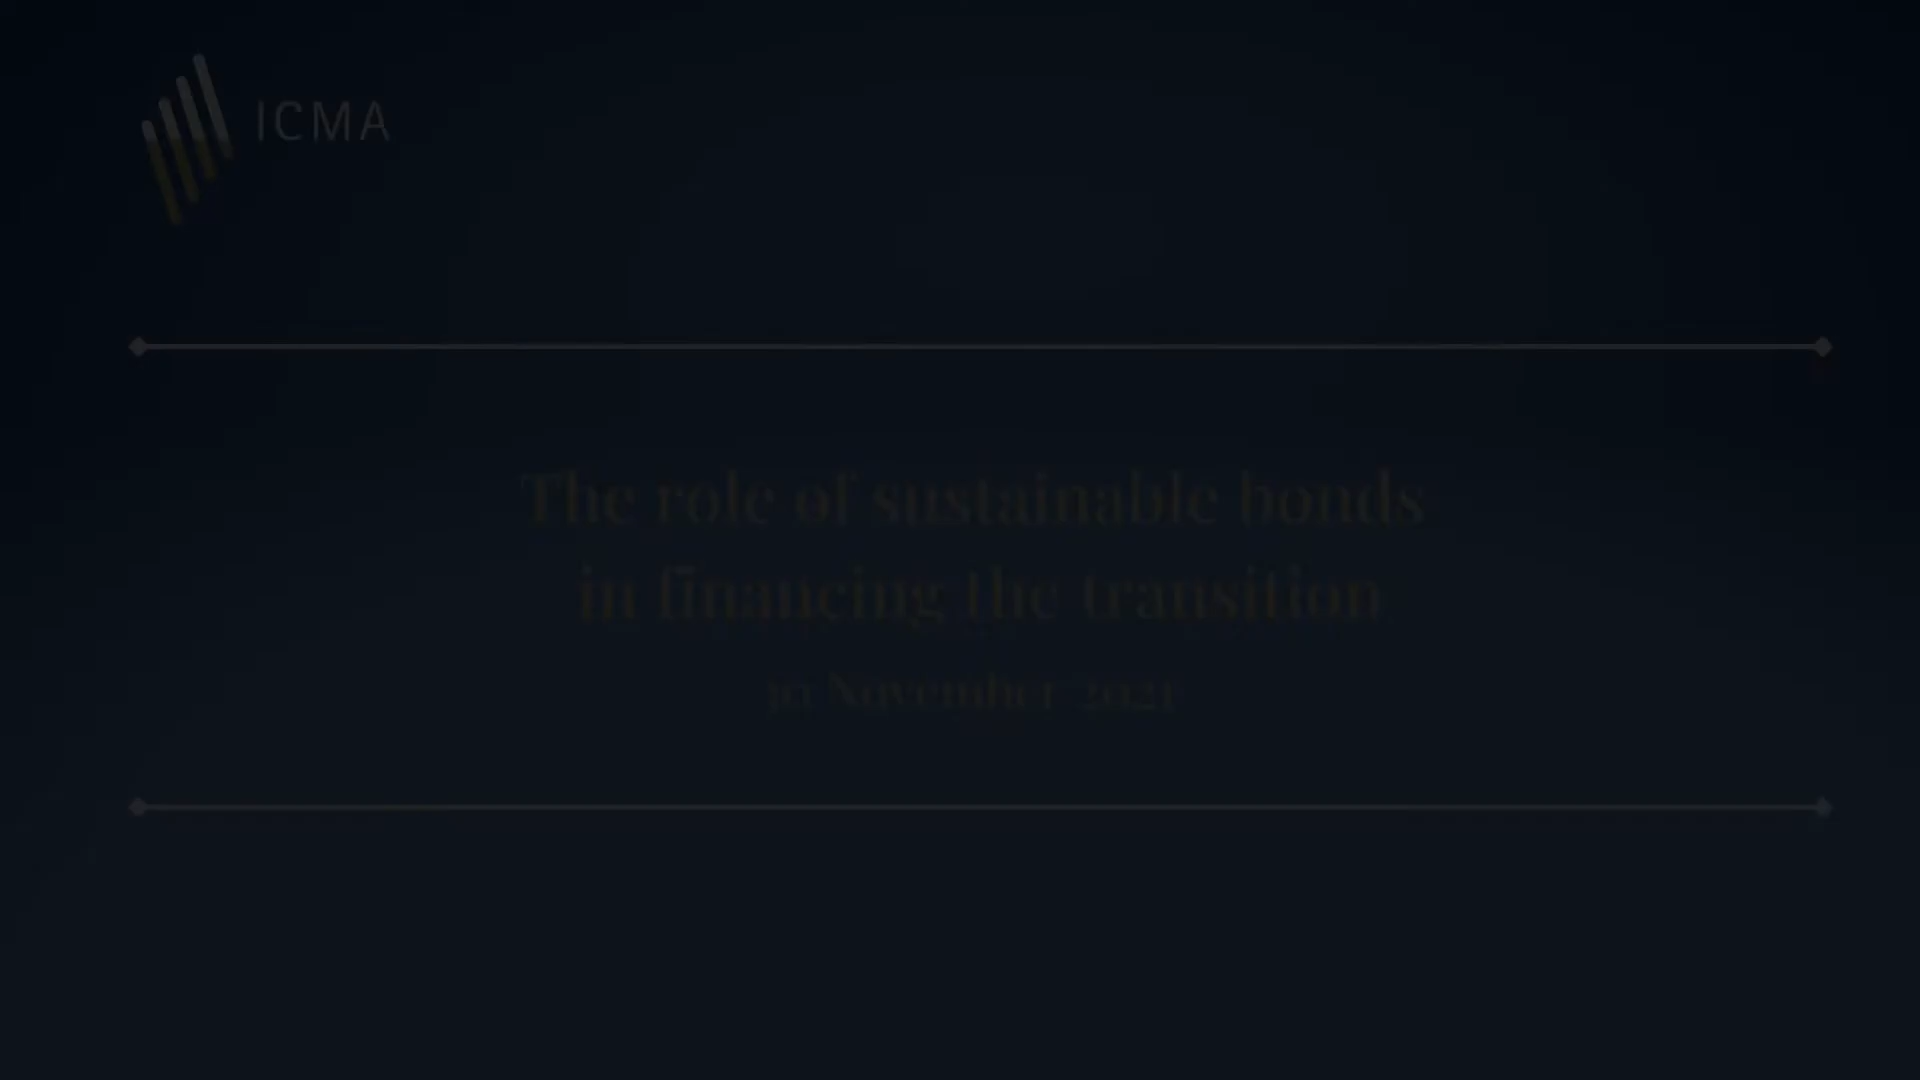 ICMA
The role of sustainable bonds
in financing the transition
November 2021